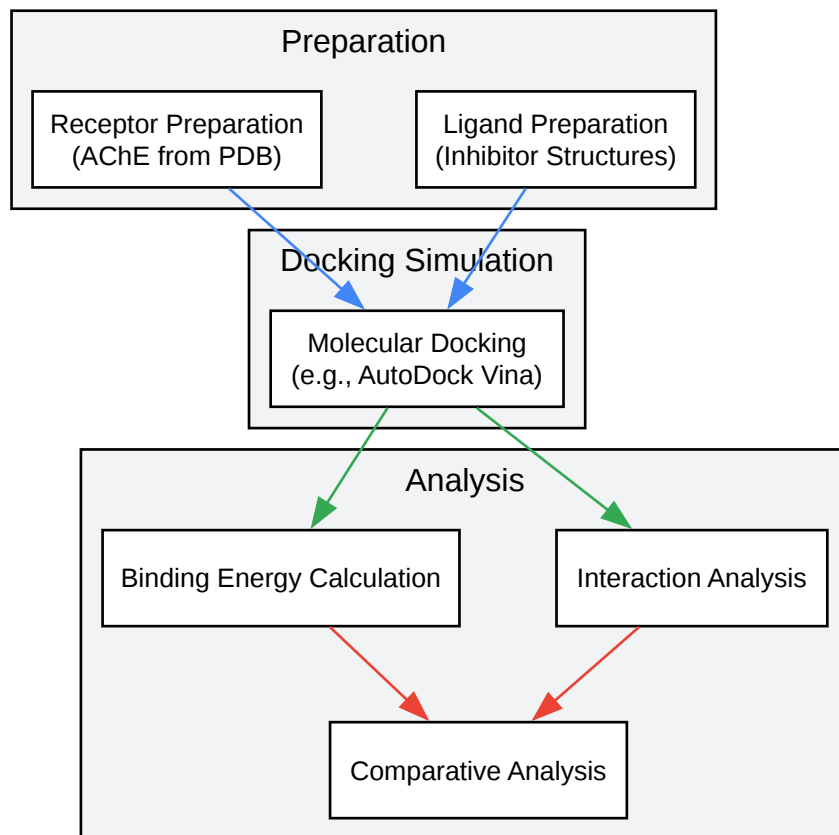 Preparation
Receptor Preparation
(AChE from PDB)
Ligand Preparation
(Inhibitor Structures)
Docking Simulation
Molecular Docking
(e.g., AutoDock Vina)
Analysis
Binding Energy Calculation
Interaction Analysis
Comparative Analysis